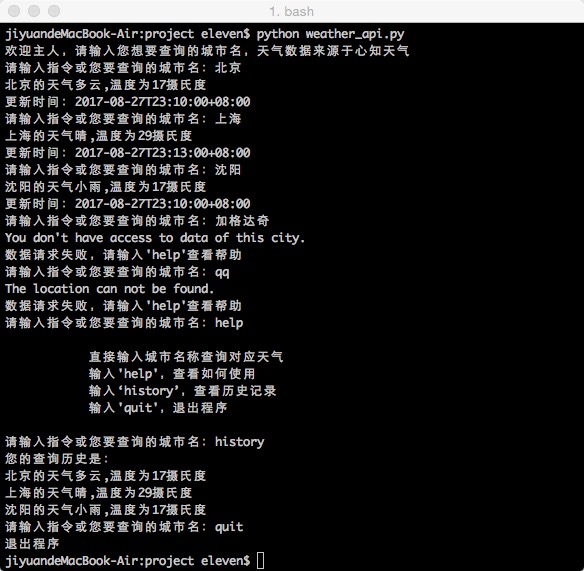 1. bash
jiyuandeMacBook-Air:project eleven$ python weather_api.py
欢迎主人，请输入您想要查询的城市名，天气数据来源于心知天气
请输入指令或您要查询的城市名：北京
北京的天气多云,温度为17摄氏度
更新时间：2017-08-27T23:10:00+08:00
请输入指令或您要查询的城市名：上海
上海的天气晴,温度为29摄氏度
更新时间：2017-08-27T23:13:00+08:00
请输入指令或您要查询的城市名：沈阳
沈阳的天气小雨,温度为17摄氏度
更新时间：2017-08-27T23:10:00+08:00
请输入指令或您要查询的城市名：加格达奇
You don't have access to data of this city.
数据请求失败，请输入'help'查看帮助
请输入指令或您要查询的城市名：qq
The location can not be found.
数据请求失败，请输入'help'查看帮助
请输入指令或您要查询的城市名：help
直接输入城市名称查询对应天气
输入'help'，查看如何使用
输入‘history’，查看历史记录
输入'quit'，退出程序
请输入指令或您要查询的城市名：history
您的查询历史是：
北京的天气多云,温度为17摄氏度
上海的天气晴,温度为29摄氏度
沈阳的天气小雨,温度为17摄氏度
请输入指令或您要查询的城市名：quit
退出程序
jiyuandeMacBook-Air:project eleven$